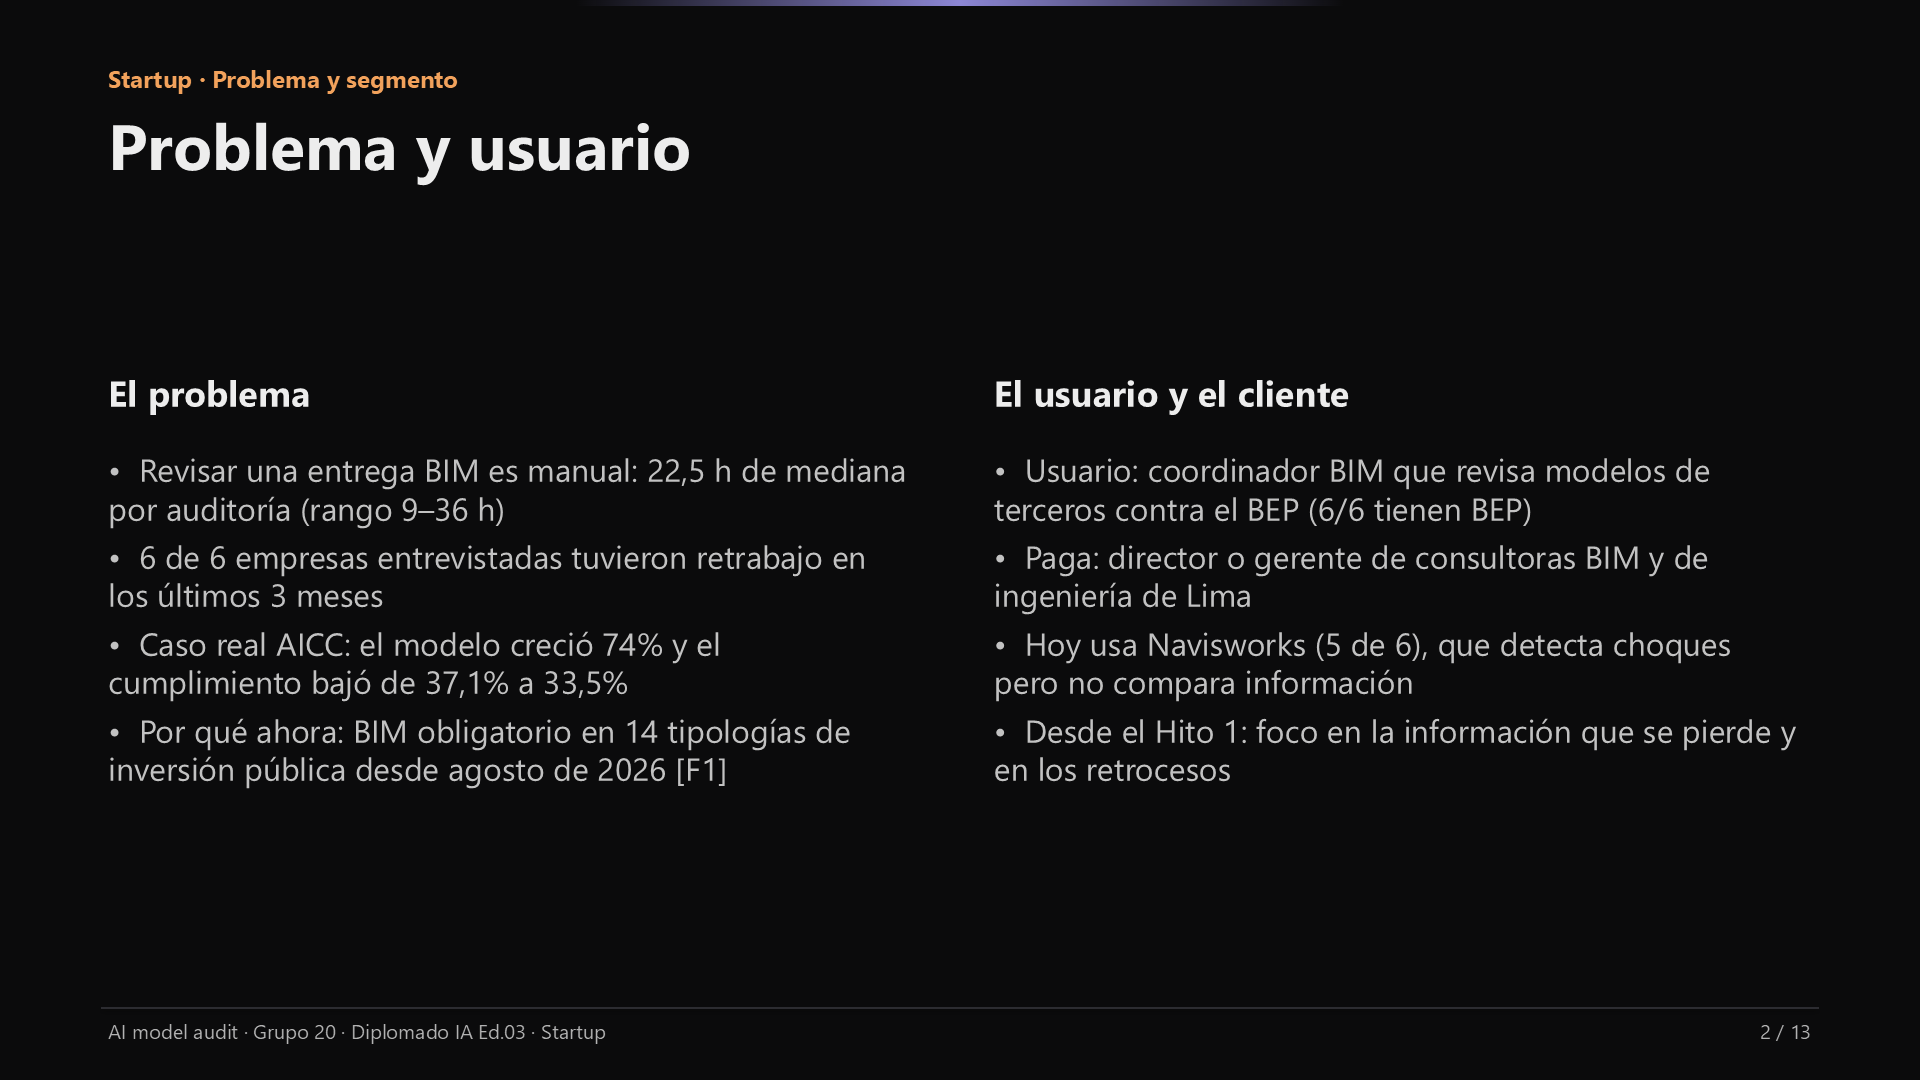 Startup · Problema y segmento
Problema y usuario
El problema
• Revisar una entrega BIM es manual: 22,5 h de mediana
por auditoría (rango 9–36 h)
• 6 de 6 empresas entrevistadas tuvieron retrabajo en
los últimos 3 meses
• Caso real AICC: el modelo creció 74% y el
cumplimiento bajó de 37,1% a 33,5%
• Por qué ahora: BIM obligatorio en 14 tipologías de
inversión pública desde agosto de 2026 [F1]
El usuario y el cliente
• Usuario: coordinador BIM que revisa modelos de
terceros contra el BEP (6/6 tienen BEP)
• Paga: director o gerente de consultoras BIM y de
ingeniería de Lima
• Hoy usa Navisworks (5 de 6), que detecta choques
pero no compara información
• Desde el Hito 1: foco en la información que se pierde y
en los retrocesos
AI model audit · Grupo 20 · Diplomado IA Ed.03 · Startup
2 / 13